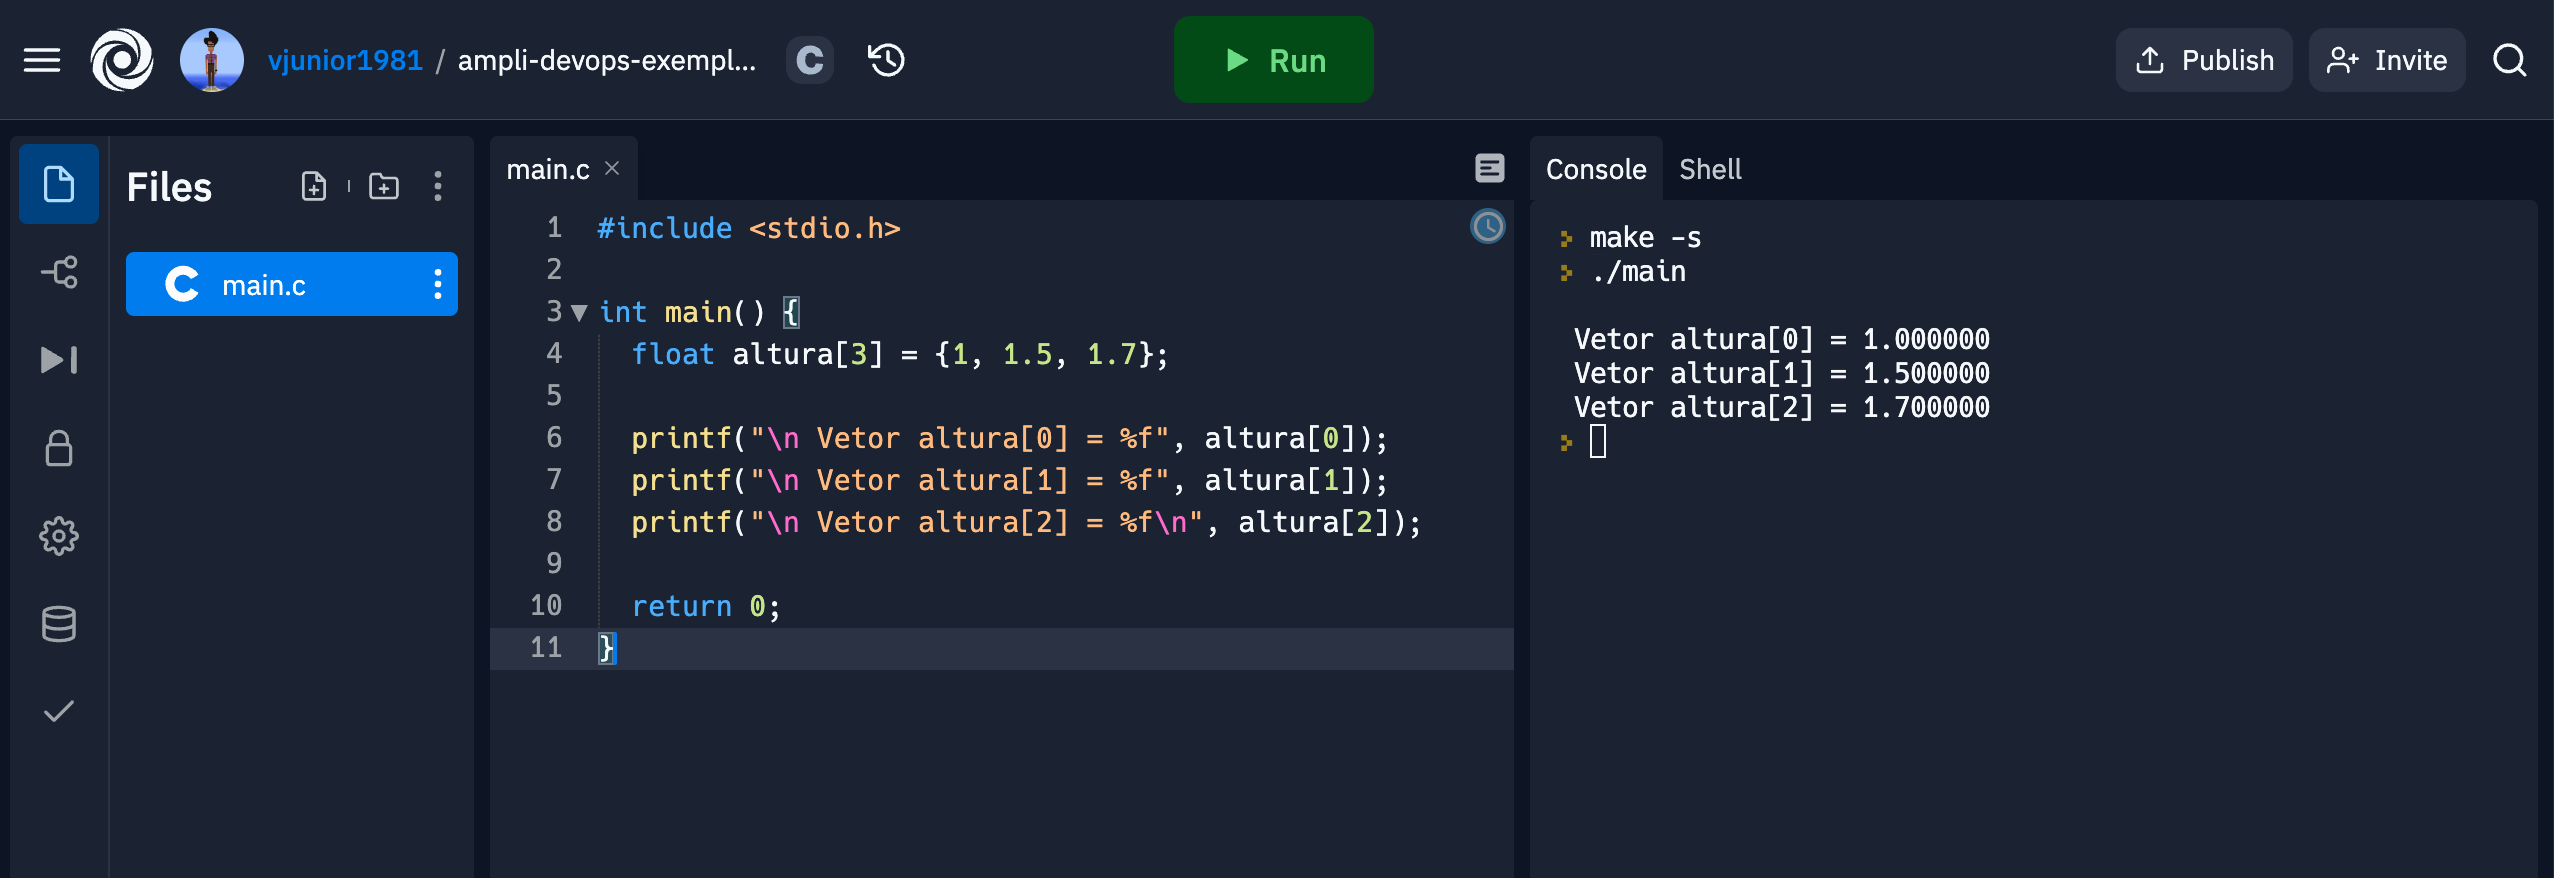 vjunior1981 / ampli-devops-exempl...
C
Run
Publish
Invite
Files
main.c
main.c
1 #include <stdio.h>
2
3 int main() {
4 float altura[3] = {1, 1.5, 1.7};
5
6 printf("\n Vetor altura[0] = %f", altura[0]);
7 printf("\n Vetor altura[1] = %f", altura[1]);
8 printf("\n Vetor altura[2] = %f\n", altura[2]);
9
10 return 0;
11 }
Console Shell
make -s
./main
Vetor altura[0] = 1.000000
Vetor altura[1] = 1.500000
Vetor altura[2] = 1.700000